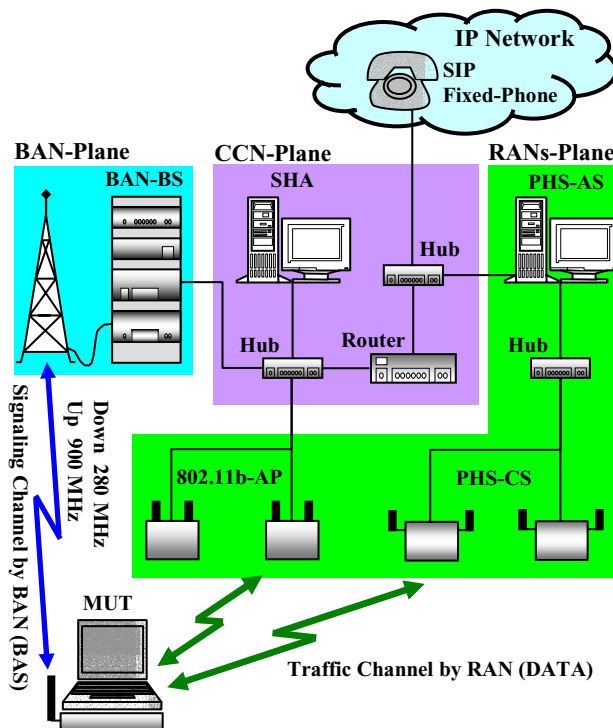 IP Network
SIP
Fixed-Phone
BAN-Plane
CCN-Plane
RANs-Plane
BAN-BS
SHA
PHS-AS
Hub
Hub
Router
Hub
802.11b-AP
PHS-CS
Down 280 MHz
Up 900 MHz
Signaling Channel by BAN (BAS)
MUT
Traffic Channel by RAN (DATA)